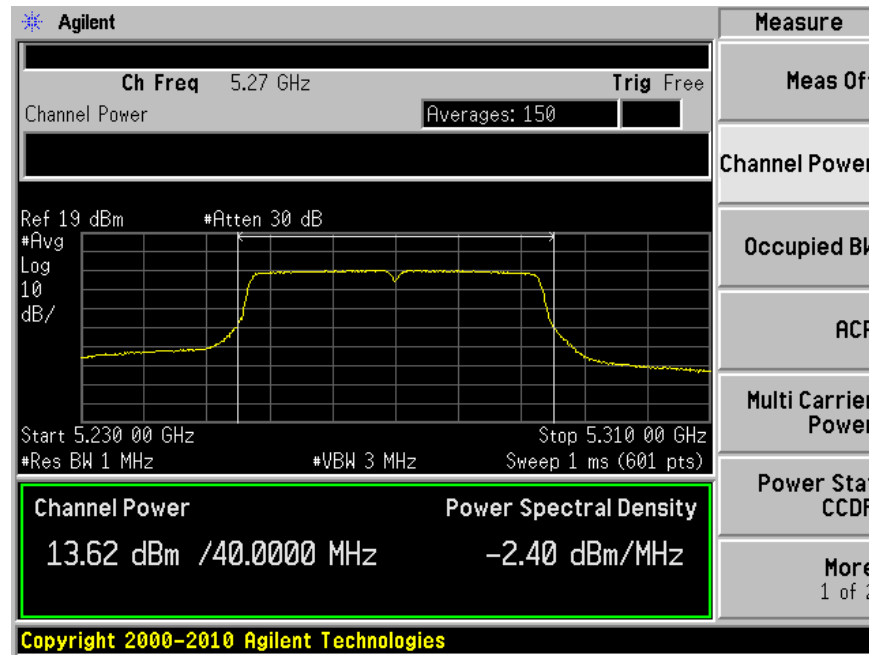 Agilent
Measure
Ch Freq 5.27 GHz Trig Free
Channel Power Averages: 150
Meas Of
Channel Power
Ref 19 dBm #Atten 30 dB
#Avg
Log
10
dB/
Occupied BW
ACP
Multi Carrier
Power
Start 5.230 00 GHz Stop 5.310 00 GHz
#Res BW 1 MHz #VBW 3 MHz Sweep 1 ms (601 pts)
Power Sta
CCDF
Channel Power Power Spectral Density
13.62 dBm /40.0000 MHz -2.40 dBm/MHz
More
1 of 2
Copyright 2000-2010 Agilent Technologies